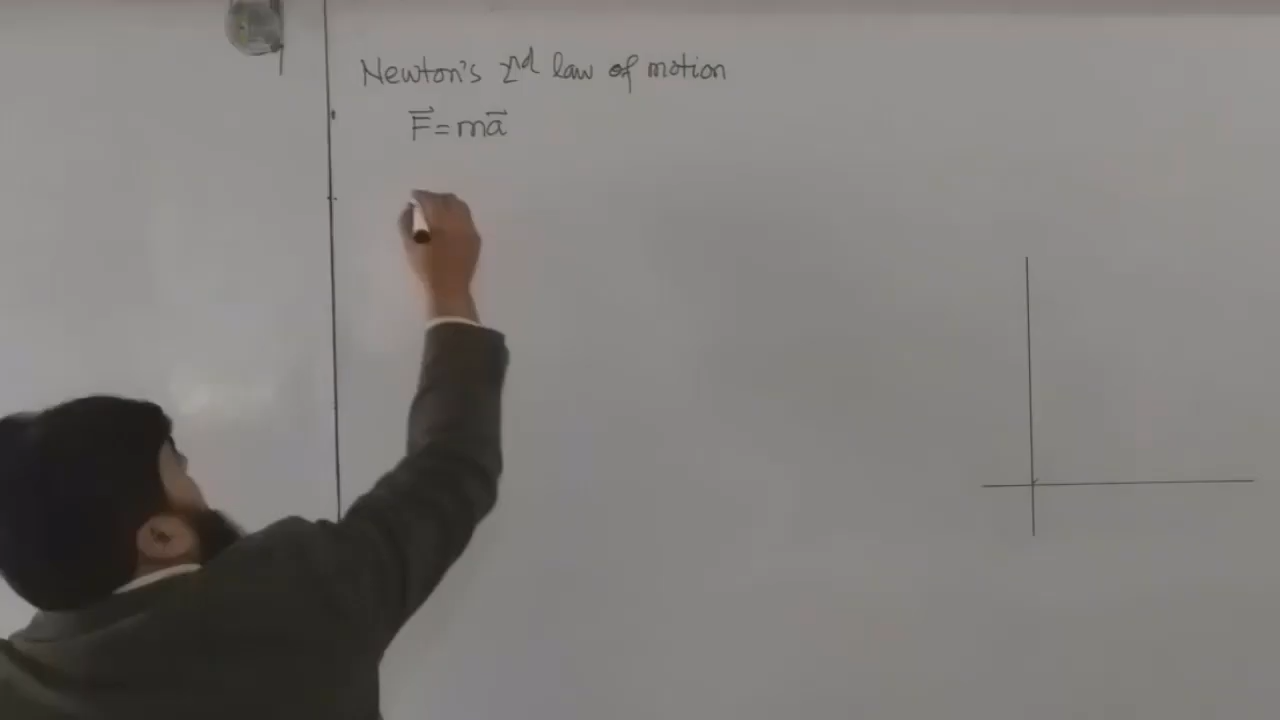 Newton's 2nd law of motion
F⃗ = ma⃗